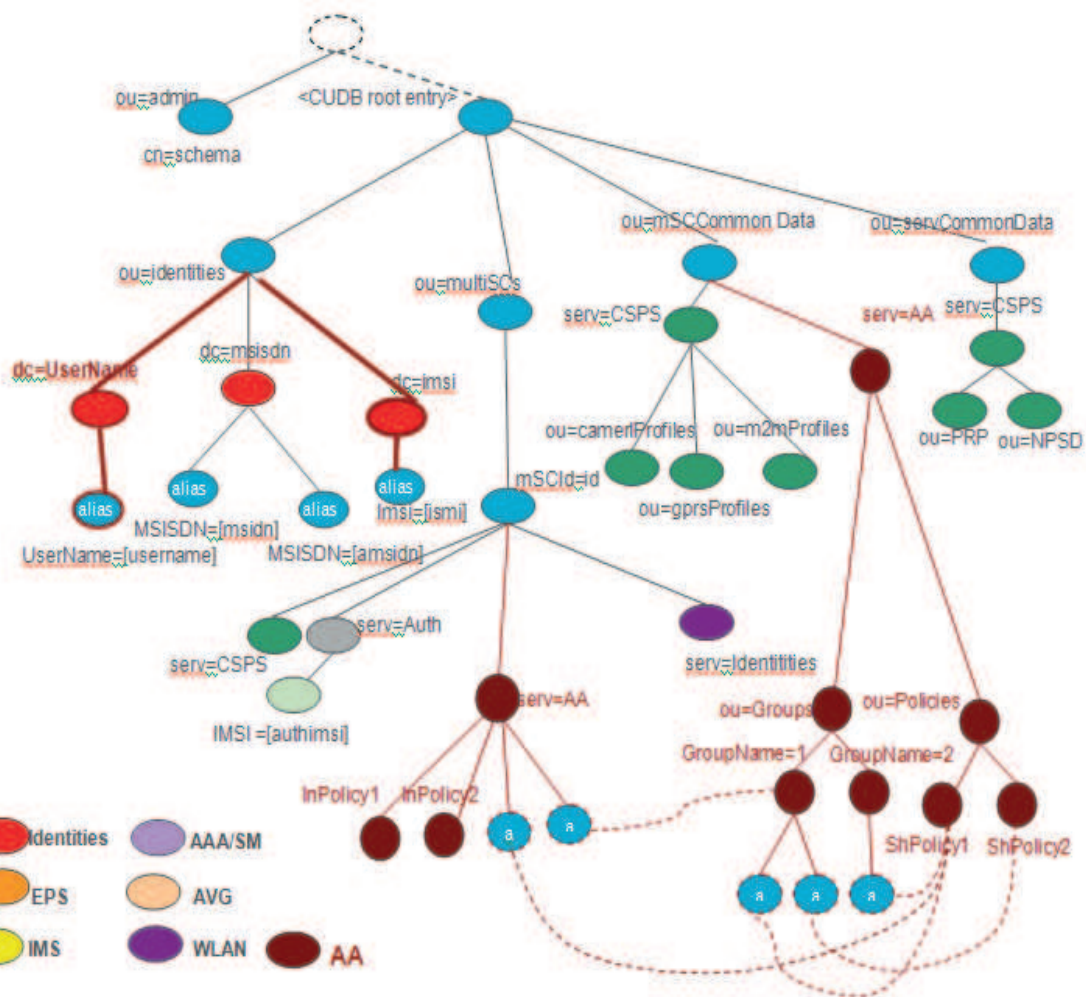 ou=admin
<CUDB root entry>
cn=schema
ou=mSCCommon Data
ou=servCommonData
ou=identities
ou=multiSCs
serv=CSPS
serv=AA
serv=CSPS
dc=UserName
dc=msisdn
dc=imsi
ou=camerlProfiles
ou=m2mProfiles
ou=PRP
ou=NPSD
alias
alias
alias
alias
mSCId=id
MSISDN=[msidn]
Imsi=[ismi]
ou=gprsProfiles
UserName=[username]
MSISDN=[amsidn]
serv=Auth
serv=CSPS
serv=Identitities
IMSI =[authimsi]
serv=AA
ou=Groups
ou=Policies
GroupName=1
GroupName=2
InPolicy1
InPolicy2
a
a
ShPolicy1
ShPolicy2
a
a
a
Identities
AAA/SM
EPS
AVG
IMS
WLAN
AA